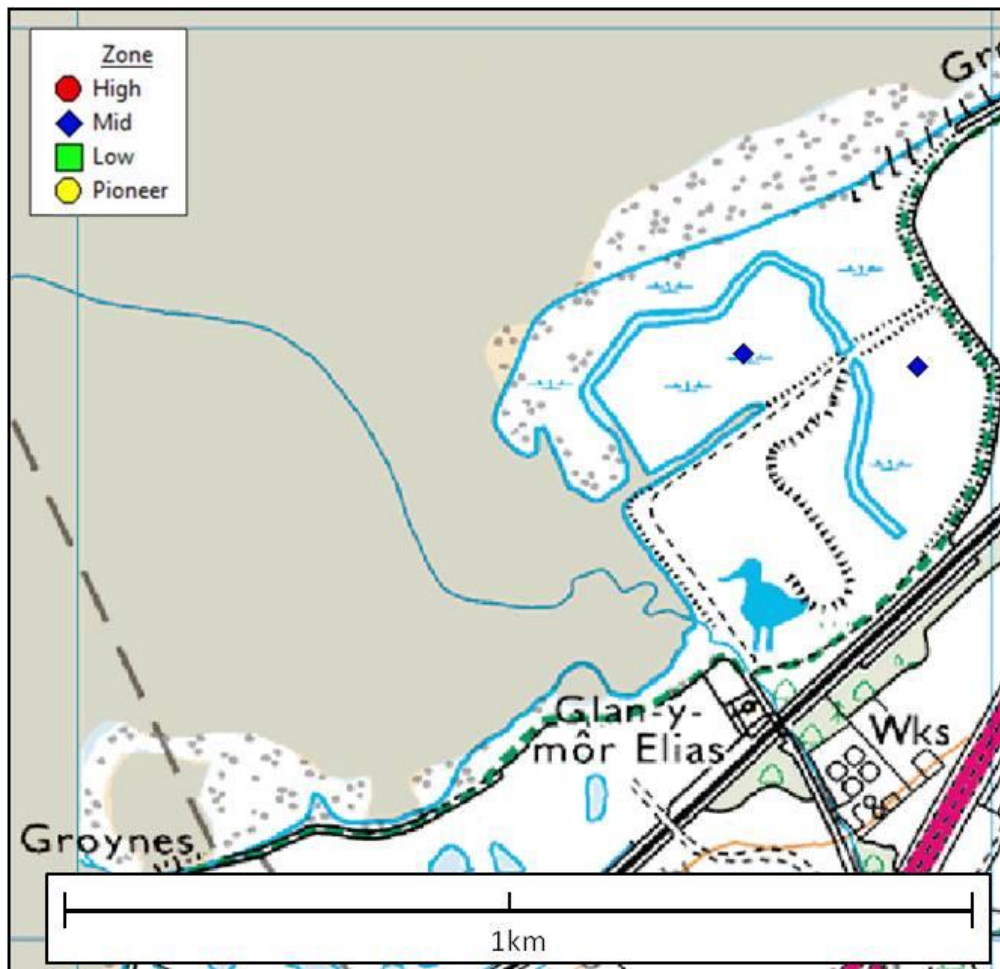 Zone
High
Mid
Low
Pioneer
Glan-y-
môr Elias
Wks
Groynes
1km